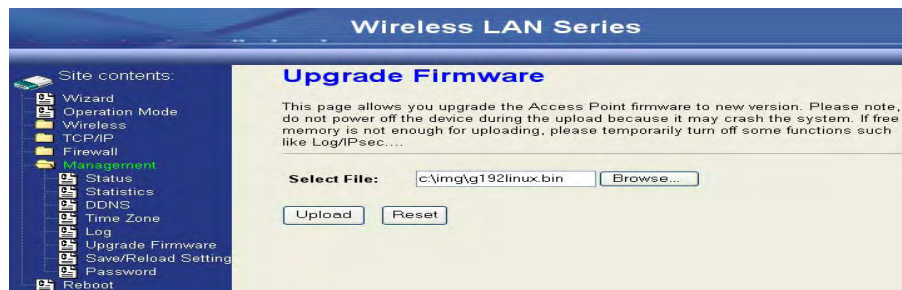 Wireless LAN Series
Site contents:
Wizard
Operation Mode
Wireless
TCP/IP
Firewall
Management
Status
Statistics
DDNS
Time Zone
Log
Upgrade Firmware
Save/Reload Setting
Password
Reboot
Upgrade Firmware
This page allows you upgrade the Access Point firmware to new version. Please note,
do not power off the device during the upload because it may crash the system. If free
memory is not enough for uploading, please temporarily turn off some functions such
like Log/IPsec....
Select File: c:\img\g192linux.bin Browse...
Upload Reset